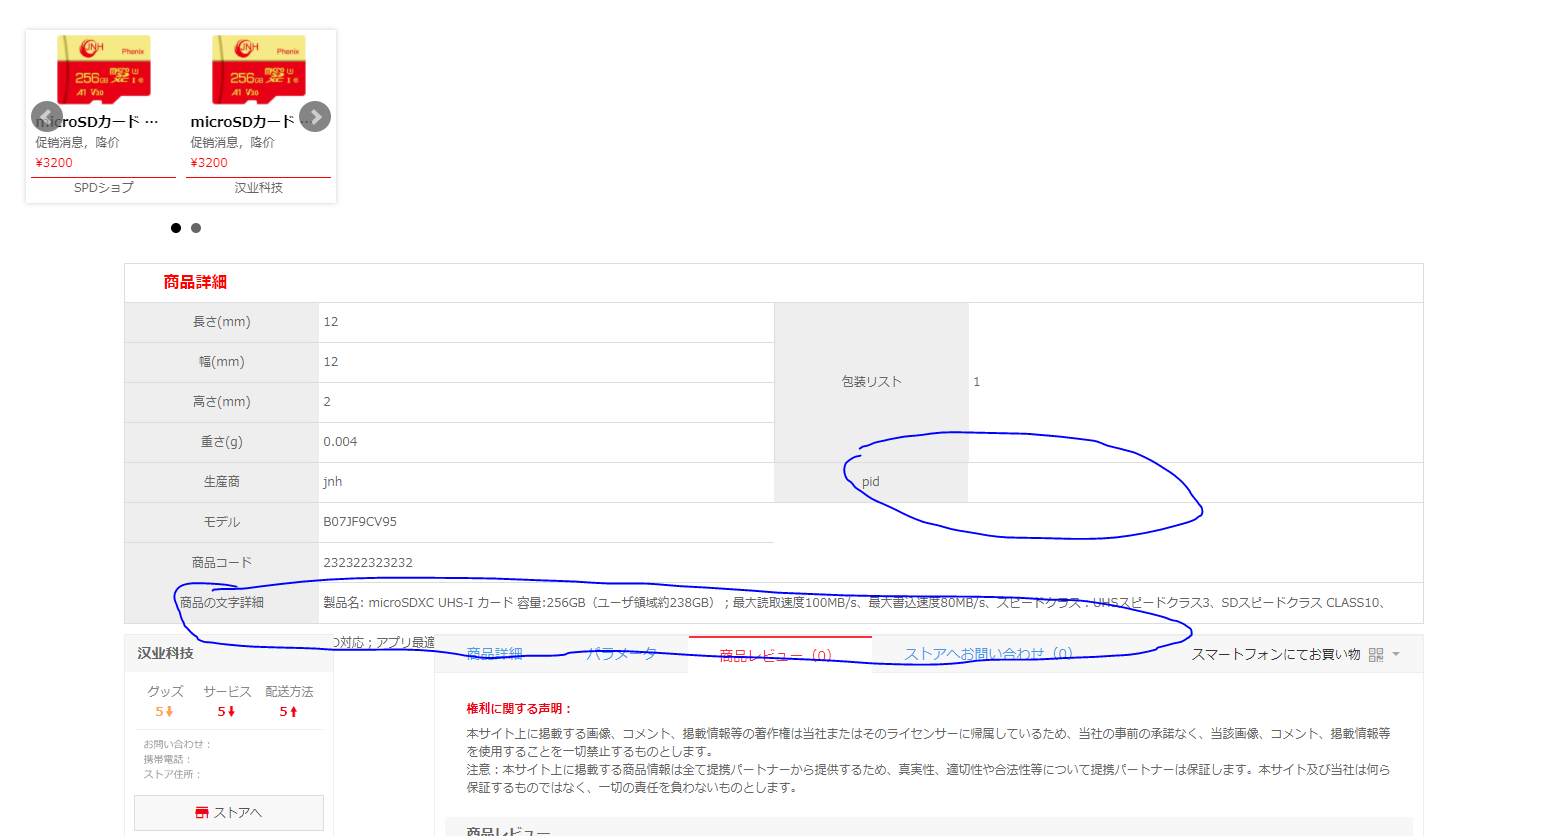 JNH Phenix
256GB microSD XC I U3
A1 V30
JNH Phenix
256GB microSD XC I U3
A1 V30
microSDカード …
microSDカード …
促销消息，降价
促销消息，降价
¥3200
¥3200
SPDショプ
汉业科技
商品詳細
長さ(mm) 12
幅(mm) 12
包装リスト 1
高さ(mm) 2
重さ(g) 0.004
生産商 jnh
pid
モデル B07JF9CV95
商品コード 232322323232
商品の文字詳細 製品名: microSDXC UHS-I カード 容量:256GB（ユーザ領域約238GB）；最大読取速度100MB/s、最大書込速度80MB/s、スピードクラス：UHSスピードクラス3、SDスピードクラス CLASS10、
対応；アプリ最適
汉业科技
商品詳細 パラメータ 商品レビュー（0） ストアへお問い合わせ（0） スマートフォンにてお買い物
グッズ サービス 配送方法
5 5 5
お問い合わせ：
携帯電話：
ストア住所：
ストアへ
権利に関する声明：
本サイト上に掲載する画像、コメント、掲載情報等の著作権は当社またはそのライセンサーに帰属しているため、当社の事前の承諾なく、当該画像、コメント、掲載情報等
を使用することを一切禁止するものとします。
注意：本サイト上に掲載する商品情報は全て提携パートナーから提供するため、真実性、適切性や合法性等について提携パートナーは保証します。本サイト及び当社は何ら
保証するものではなく、一切の責任を負わないものとします。
商品レビュー